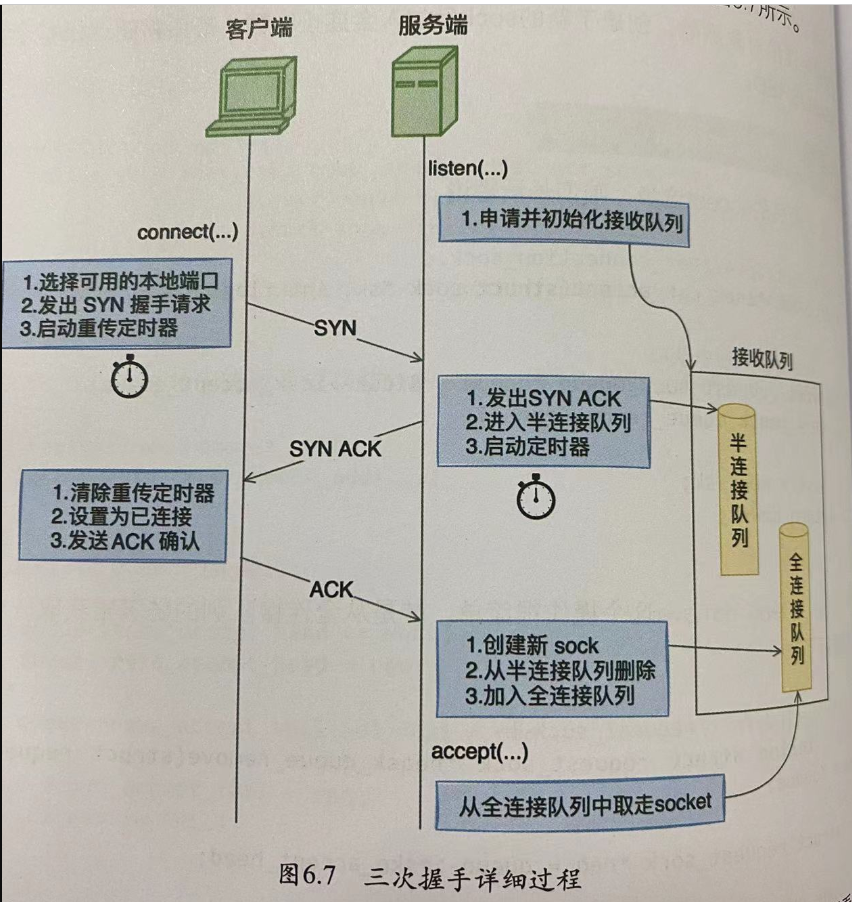 所示。
客户端
服务端
listen(...)
1.申请并初始化接收队列
connect(...)
1.选择可用的本地端口
2.发出 SYN 握手请求
3.启动重传定时器
SYN
接收队列
1.发出SYN ACK
2.进入半连接队列
3.启动定时器
半连接队列
SYN ACK
1.清除重传定时器
2.设置为已连接
3.发送ACK 确认
全连接队列
ACK
1.创建新 sock
2.从半连接队列删除
3.加入全连接队列
accept(...)
从全连接队列中取走socket
图6.7 三次握手详细过程